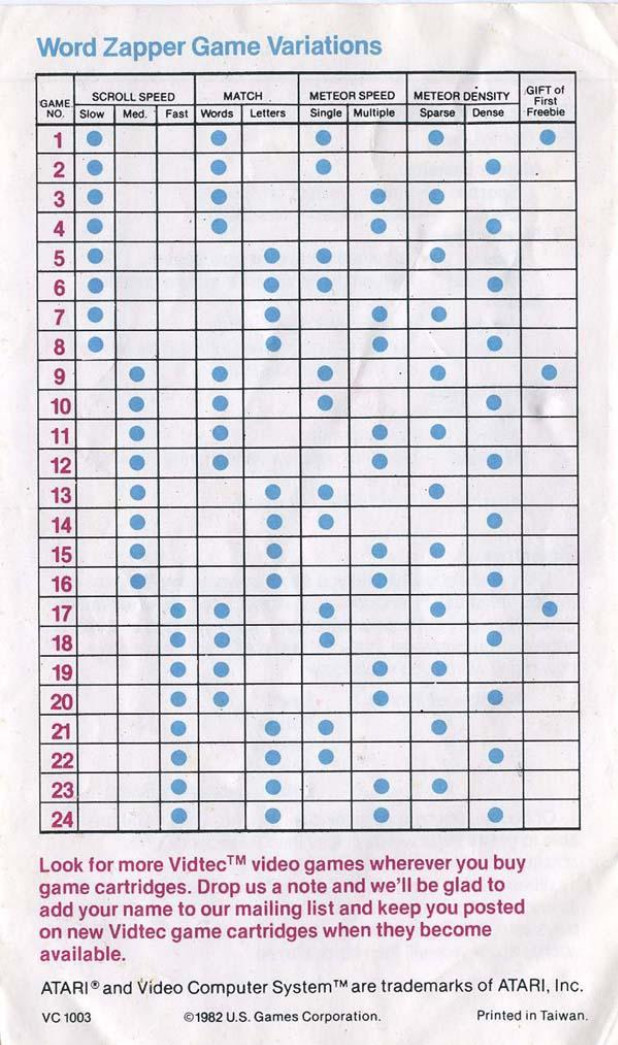 Word Zapper Game Variations
GAME NO. SCROLL SPEED MATCH METEOR SPEED METEOR DENSITY GIFT of First Freebie
Slow Med. Fast Words Letters Single Multiple Sparse Dense
1
2
3
4
5
6
7
8
9
10
11
12
13
14
15
16
17
18
19
20
21
22
23
24
Look for more Vidtec™ video games wherever you buy
game cartridges. Drop us a note and we'll be glad to
add your name to our mailing list and keep you posted
on new Vidtec game cartridges when they become
available.
ATARI® and Video Computer System™ are trademarks of ATARI, Inc.
VC 1003 ©1982 U.S. Games Corporation. Printed in Taiwan.